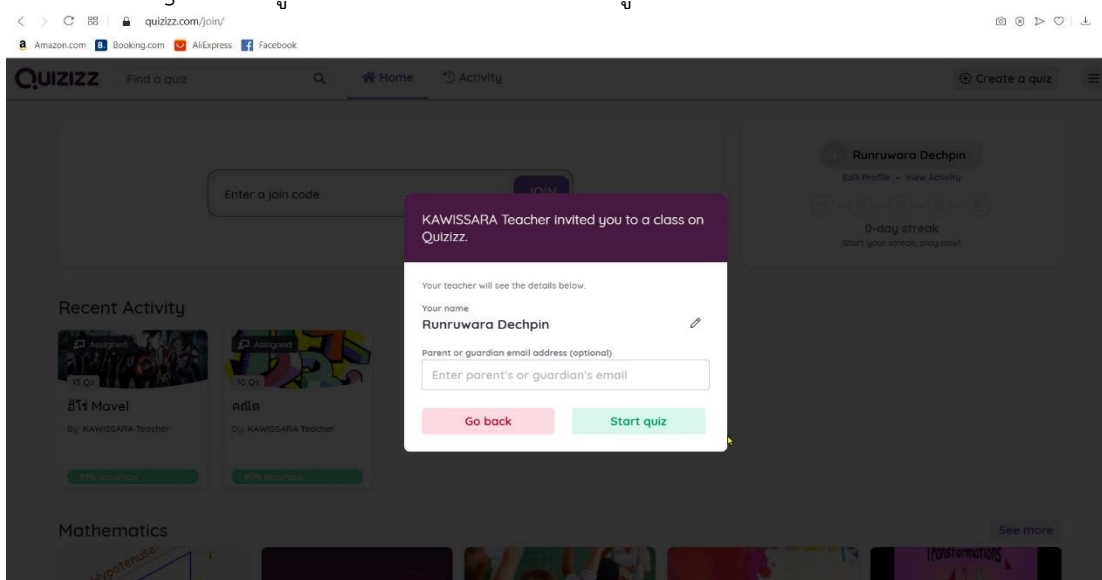 quizizz.com/join/
Amazon.com Booking.com AliExpress Facebook
QUIZIZZ Find a quiz Home Activity Create a quiz
Runruwara Dechpin
Edit Profile • View Activity
Enter a join code JOIN
0-day streak
Start your streak, play now!
KAWISSARA Teacher invited you to a class on
Quizizz.
Your teacher will see the details below.
Your name
Runruwara Dechpin
Parent or guardian email address (optional)
Enter parent's or guardian's email
Go back Start quiz
Recent Activity
Assigned Assigned
15 Qs 10 Qs
ฮีโร่ Mavel คณิต
By: KAWISSARA Teacher By: KAWISSARA Teacher
accuracy 80% accuracy
Mathematics See more
Hypotenuse Transformations